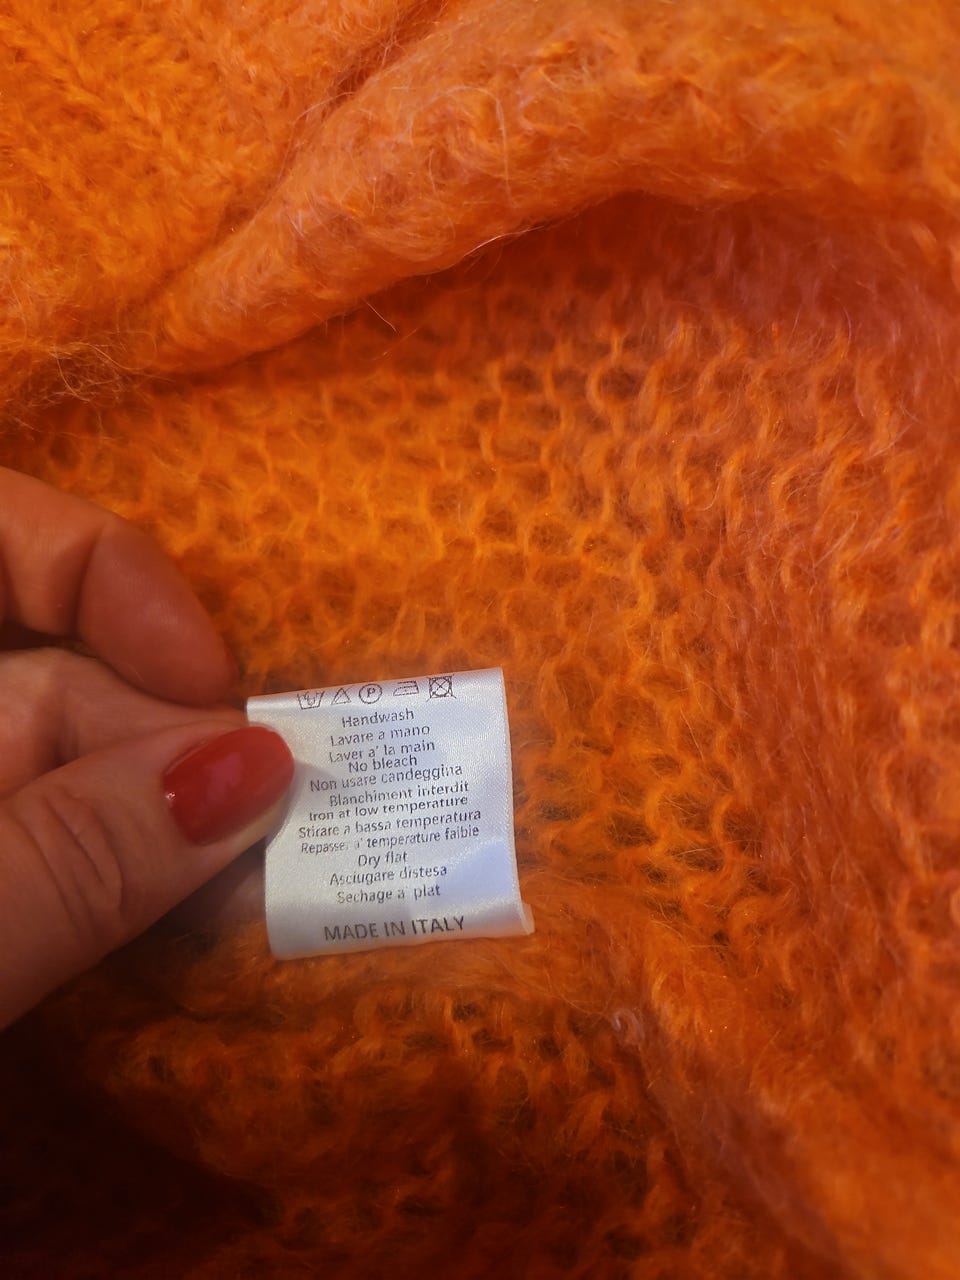 P
Handwash
Lavare a mano
Laver a' la main
No bleach
Non usare candeggina
Blanchiment interdit
Iron at low temperature
Stirare a bassa temperatura
Repasser a' temperature faible
Dry flat
Asciugare distesa
Sechage a' plat
MADE IN ITALY